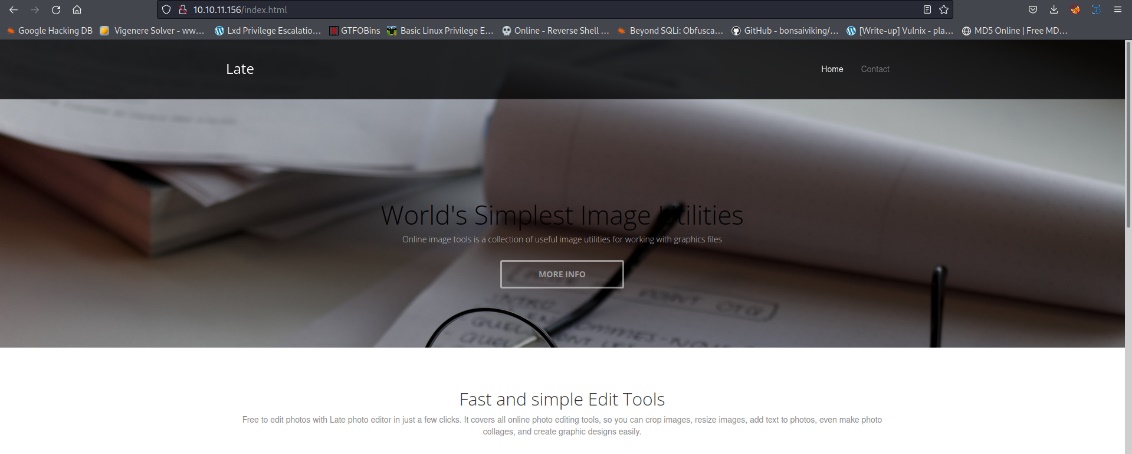 10.10.11.156/index.html
Google Hacking DB Vigenere Solver - ww… Lxd Privilege Escalatio… GTFOBins Basic Linux Privilege E… Online - Reverse Shell … Beyond SQLi: Obfusca… GitHub - bonsaiviking/… [Write-up] Vulnix - pla… MD5 Online | Free MD…
Late Home Contact
World's Simplest Image Utilities
Online image tools is a collection of useful image utilities for working with graphics files
MORE INFO
POINT
INTRO
Fast and simple Edit Tools
Free to edit photos with Late photo editor in just a few clicks. It covers all online photo editing tools, so you can crop images, resize images, add text to photos, even make photo
collages, and create graphic designs easily.